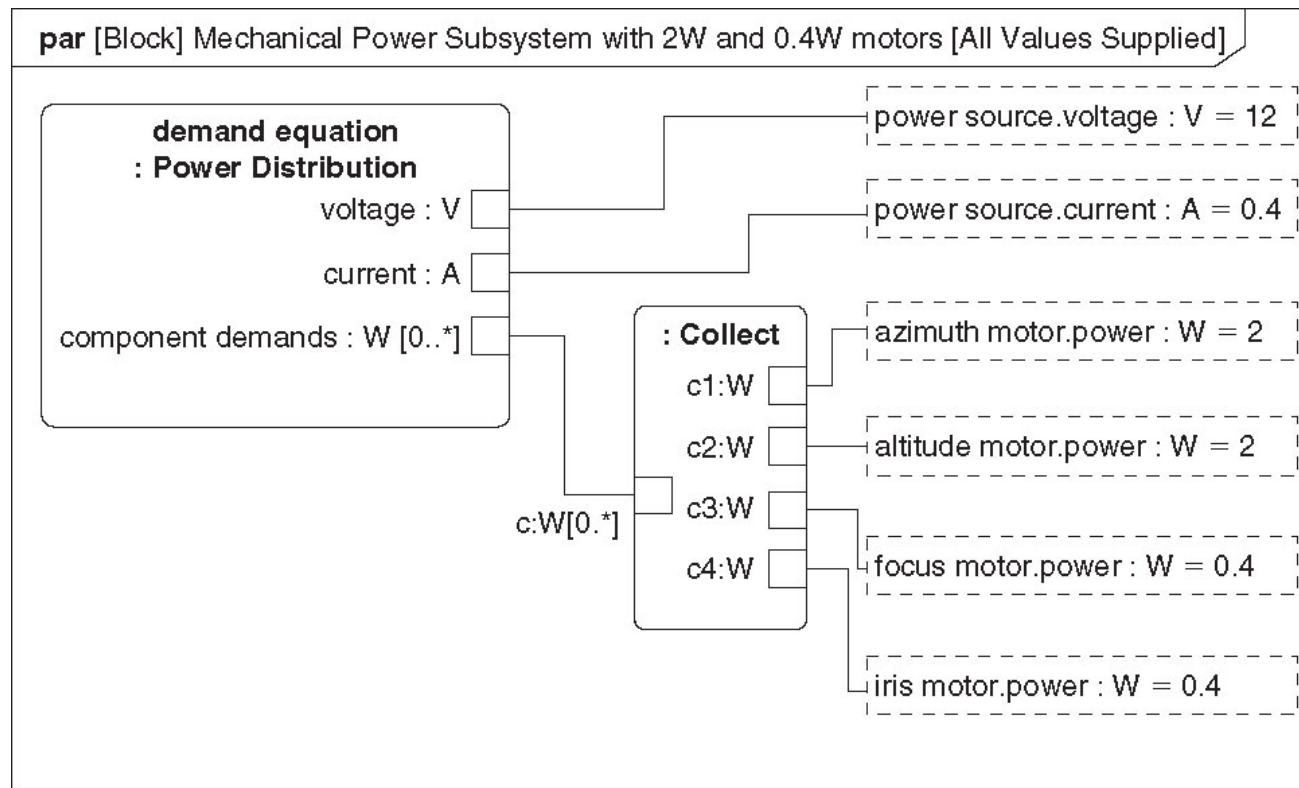 par [Block] Mechanical Power Subsystem with 2W and 0.4W motors [All Values Supplied]
demand equation
: Power Distribution
voltage : V
current : A
component demands : W [0..*]
: Collect
c1:W
c2:W
c3:W
c4:W
c:W[0.*]
power source.voltage : V = 12
power source.current : A = 0.4
azimuth motor.power : W = 2
altitude motor.power : W = 2
focus motor.power : W = 0.4
iris motor.power : W = 0.4